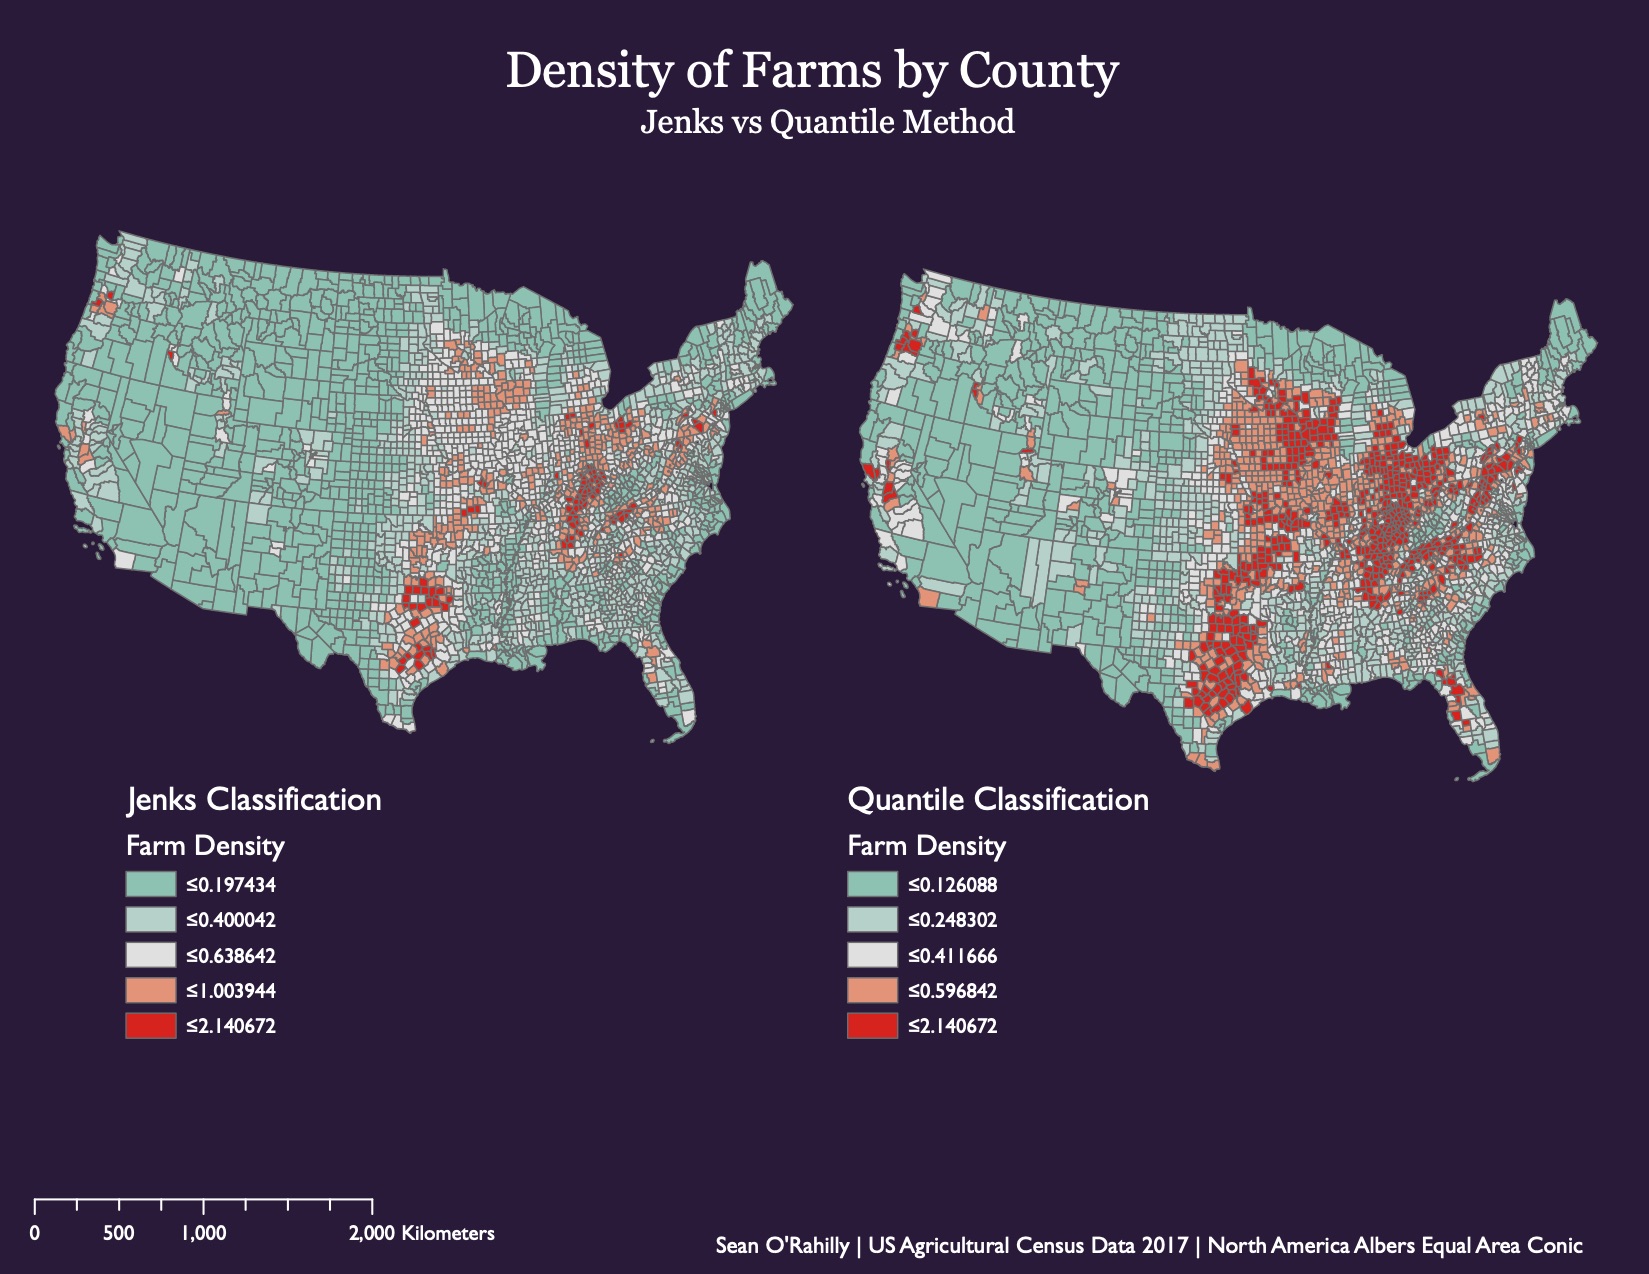 Density of Farms by County
Jenks vs Quantile Method
Jenks Classification
Farm Density
≤0.197434
≤0.400042
≤0.638642
≤1.003944
≤2.140672
Quantile Classification
Farm Density
≤0.126088
≤0.248302
≤0.411666
≤0.596842
≤2.140672
0 500 1,000 2,000 Kilometers
Sean O'Rahilly | US Agricultural Census Data 2017 | North America Albers Equal Area Conic